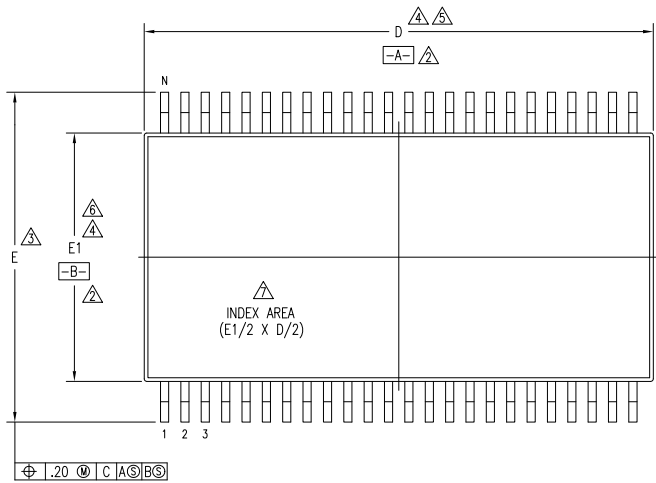 4 5
D
-A- 2
N
3
E
6
4
E1
-B-
2
7
INDEX AREA
(E1/2 X D/2)
1 2 3
⌖ .20 Ⓜ C AⓈ BⓈ